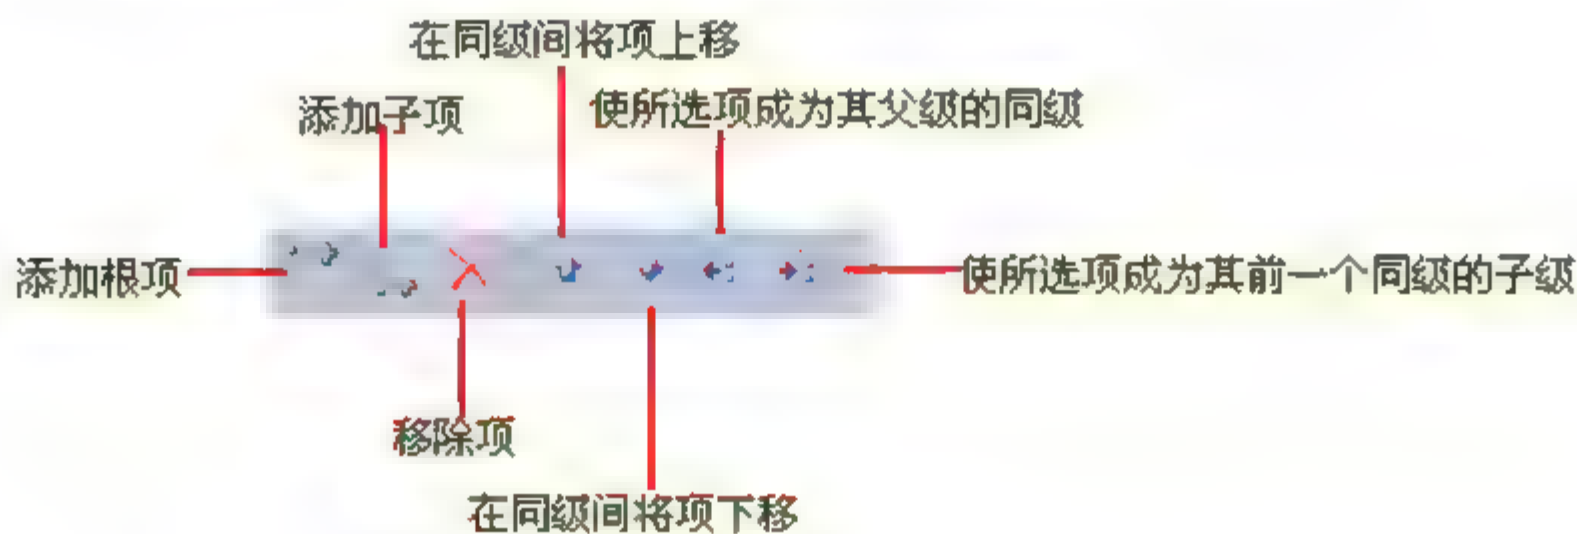 在同级间将项上移
添加子项
使所选项成为其父级的同级
添加根项
使所选项成为其前一个同级的子级
移除项
在同级间将项下移